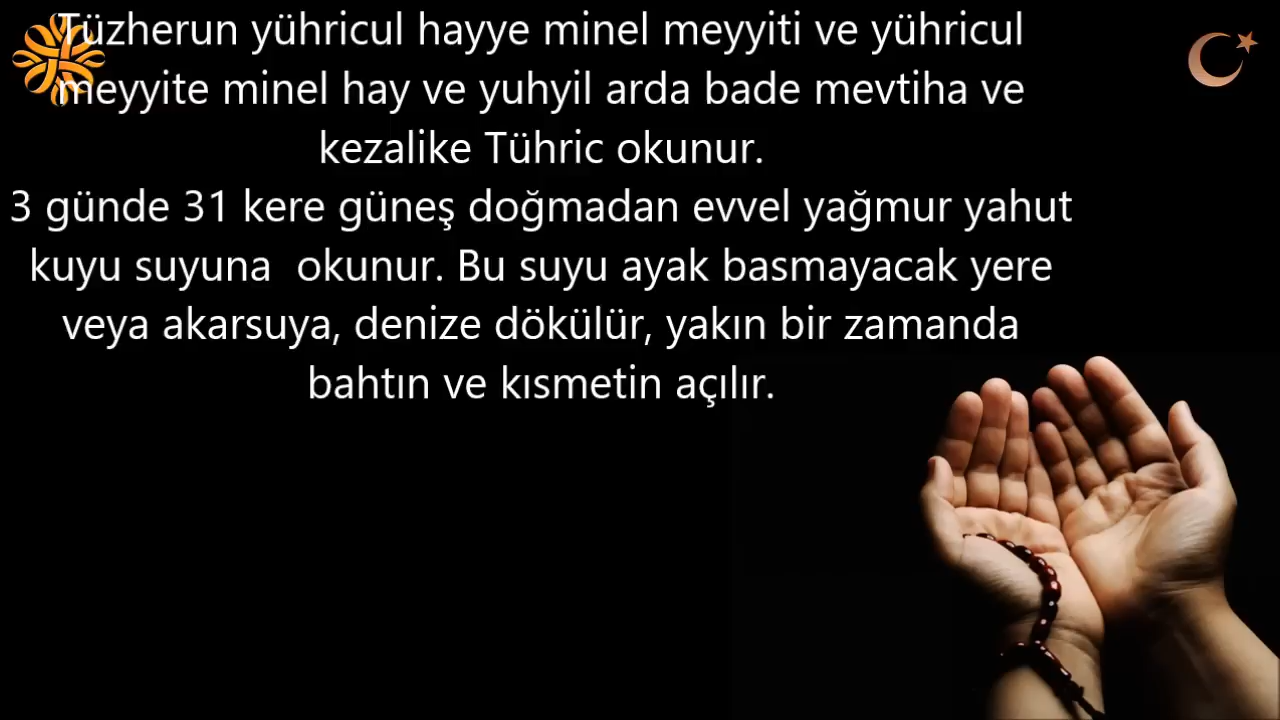 Tüzherun yühricul hayye minel meyyiti ve yühricul
meyyite minel hay ve yuhyil arda bade mevtiha ve
kezalike Tühric okunur.
3 günde 31 kere güneş doğmadan evvel yağmur yahut
kuyu suyuna okunur. Bu suyu ayak basmayacak yere
veya akarsuya, denize dökülür, yakın bir zamanda
bahtın ve kısmetin açılır.